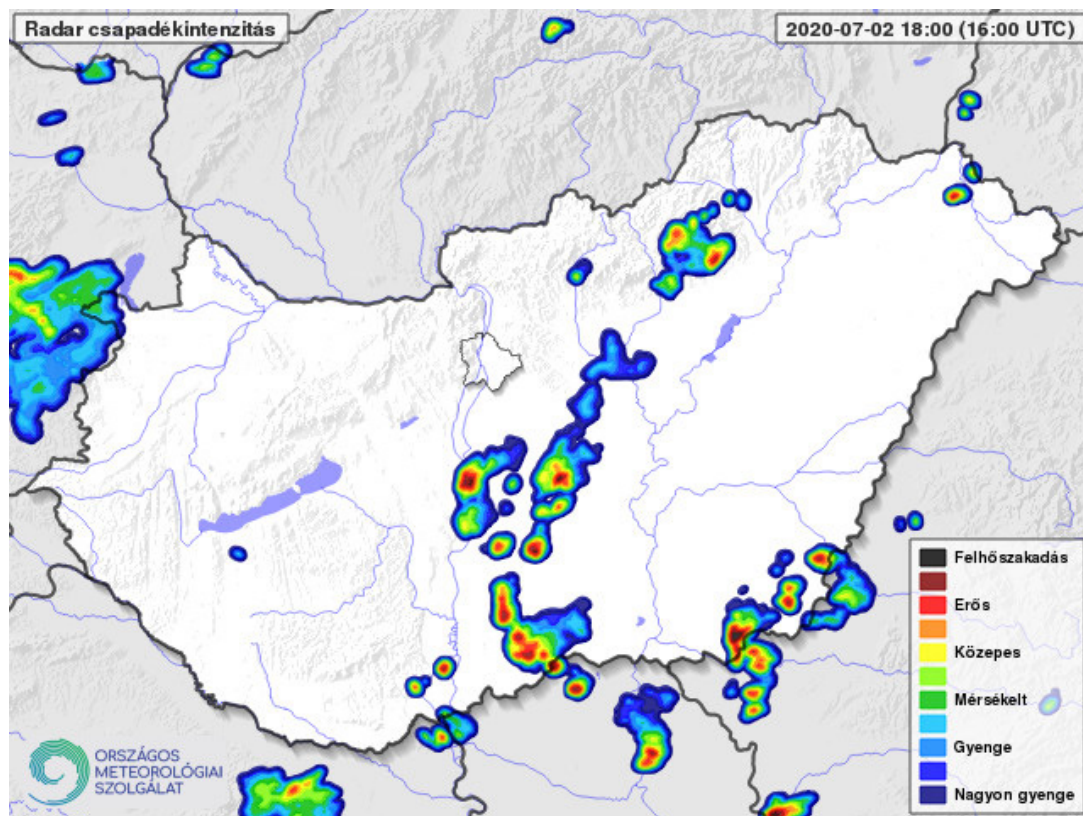 Radar csapadékintenzitás
2020-07-02 18:00 (16:00 UTC)
Felhőszakadás
Erős
Közepes
Mérsékelt
Gyenge
Nagyon gyenge
ORSZÁGOS
METEOROLÓGIAI
SZOLGÁLAT